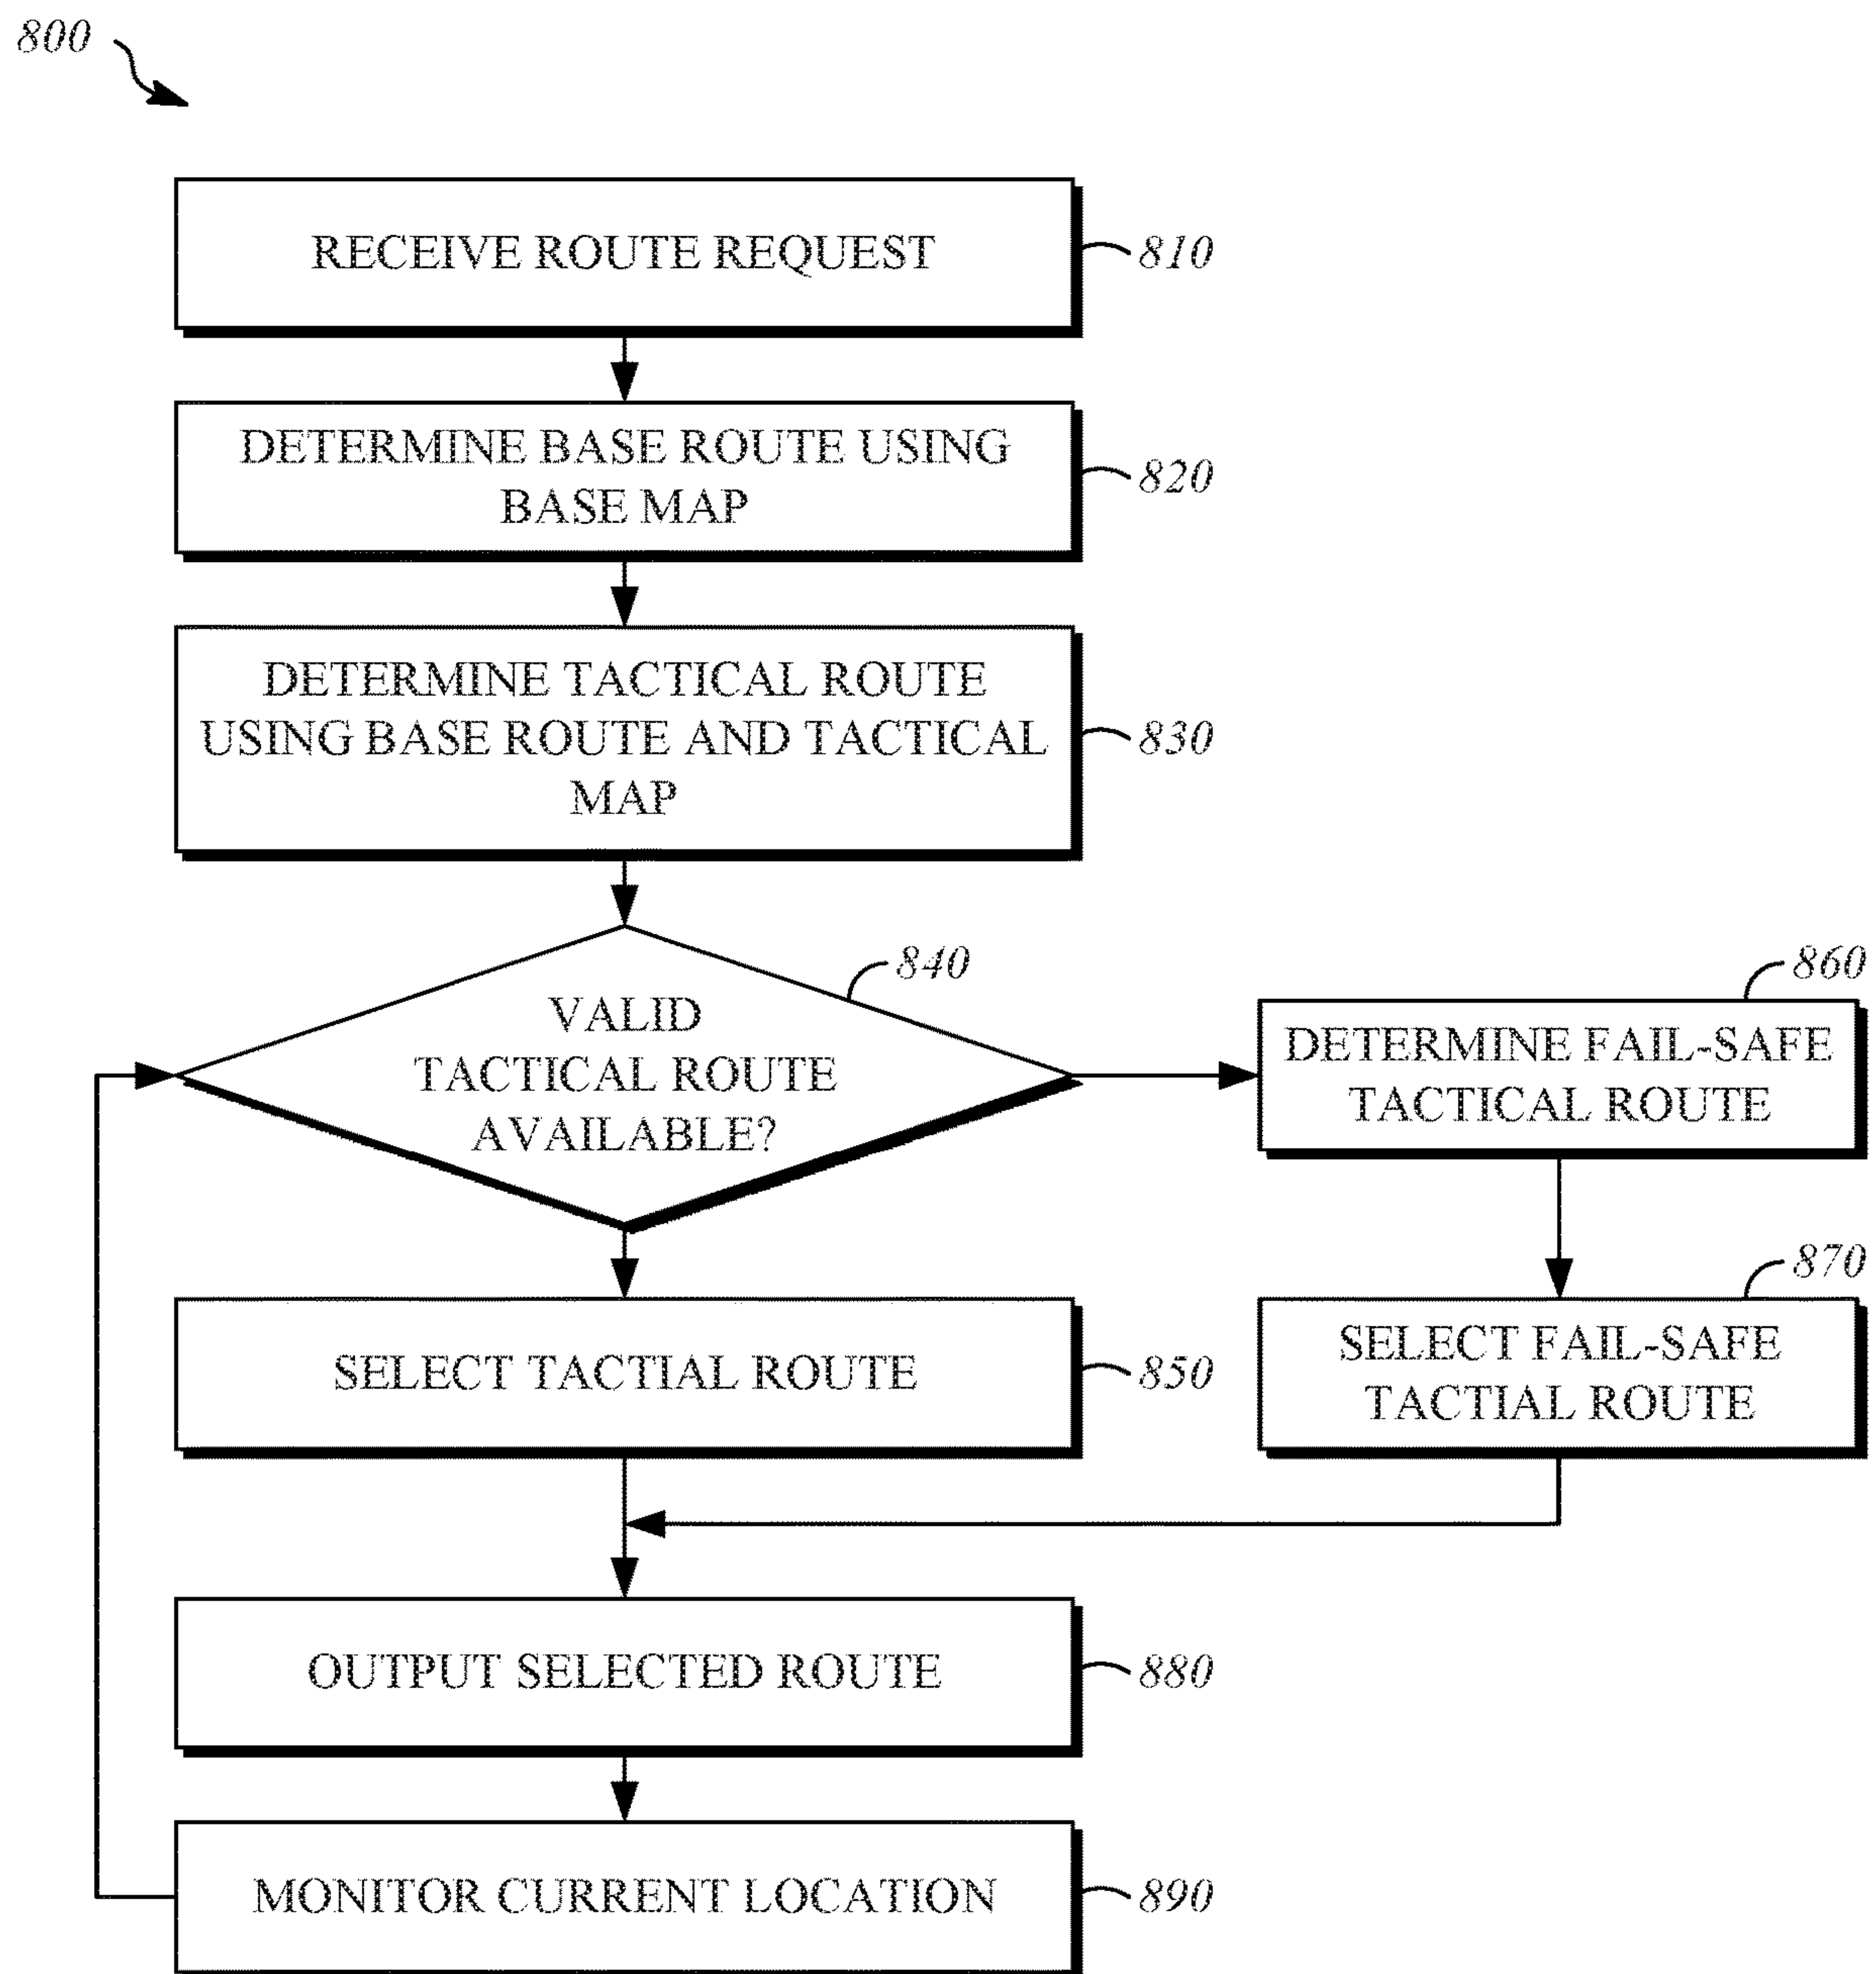 800
RECEIVE ROUTE REQUEST
810
DETERMINE BASE ROUTE USING
BASE MAP
820
DETERMINE TACTICAL ROUTE
USING BASE ROUTE AND TACTICAL
MAP
830
840
VALID
TACTICAL ROUTE
AVAILABLE?
860
DETERMINE FAIL-SAFE
TACTICAL ROUTE
SELECT TACTIAL ROUTE
850
870
SELECT FAIL-SAFE
TACTIAL ROUTE
OUTPUT SELECTED ROUTE
880
MONITOR CURRENT LOCATION
890